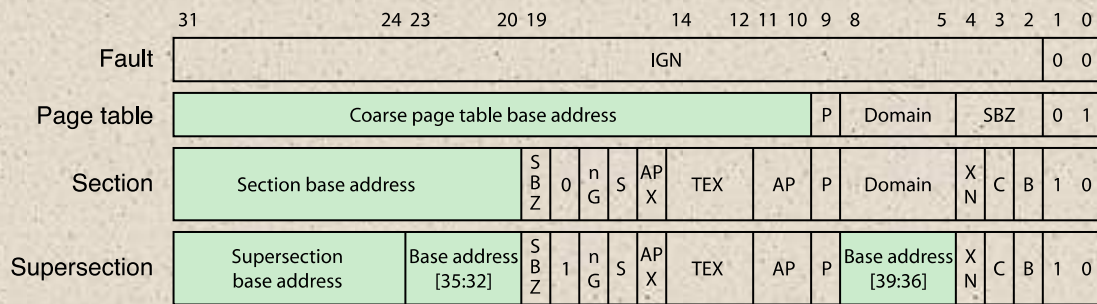 31 24 23 20 19 14 12 11 10 9 8 5 4 3 2 1 0
Fault IGN 0 0
Page table Coarse page table base address P Domain SBZ 0 1
Section Section base address SBZ 0 nG S APX TEX AP P Domain XN C B 1 0
Supersection Supersection base address Base address [35:32] SBZ 1 nG S APX TEX AP P Base address [39:36] XN C B 1 0